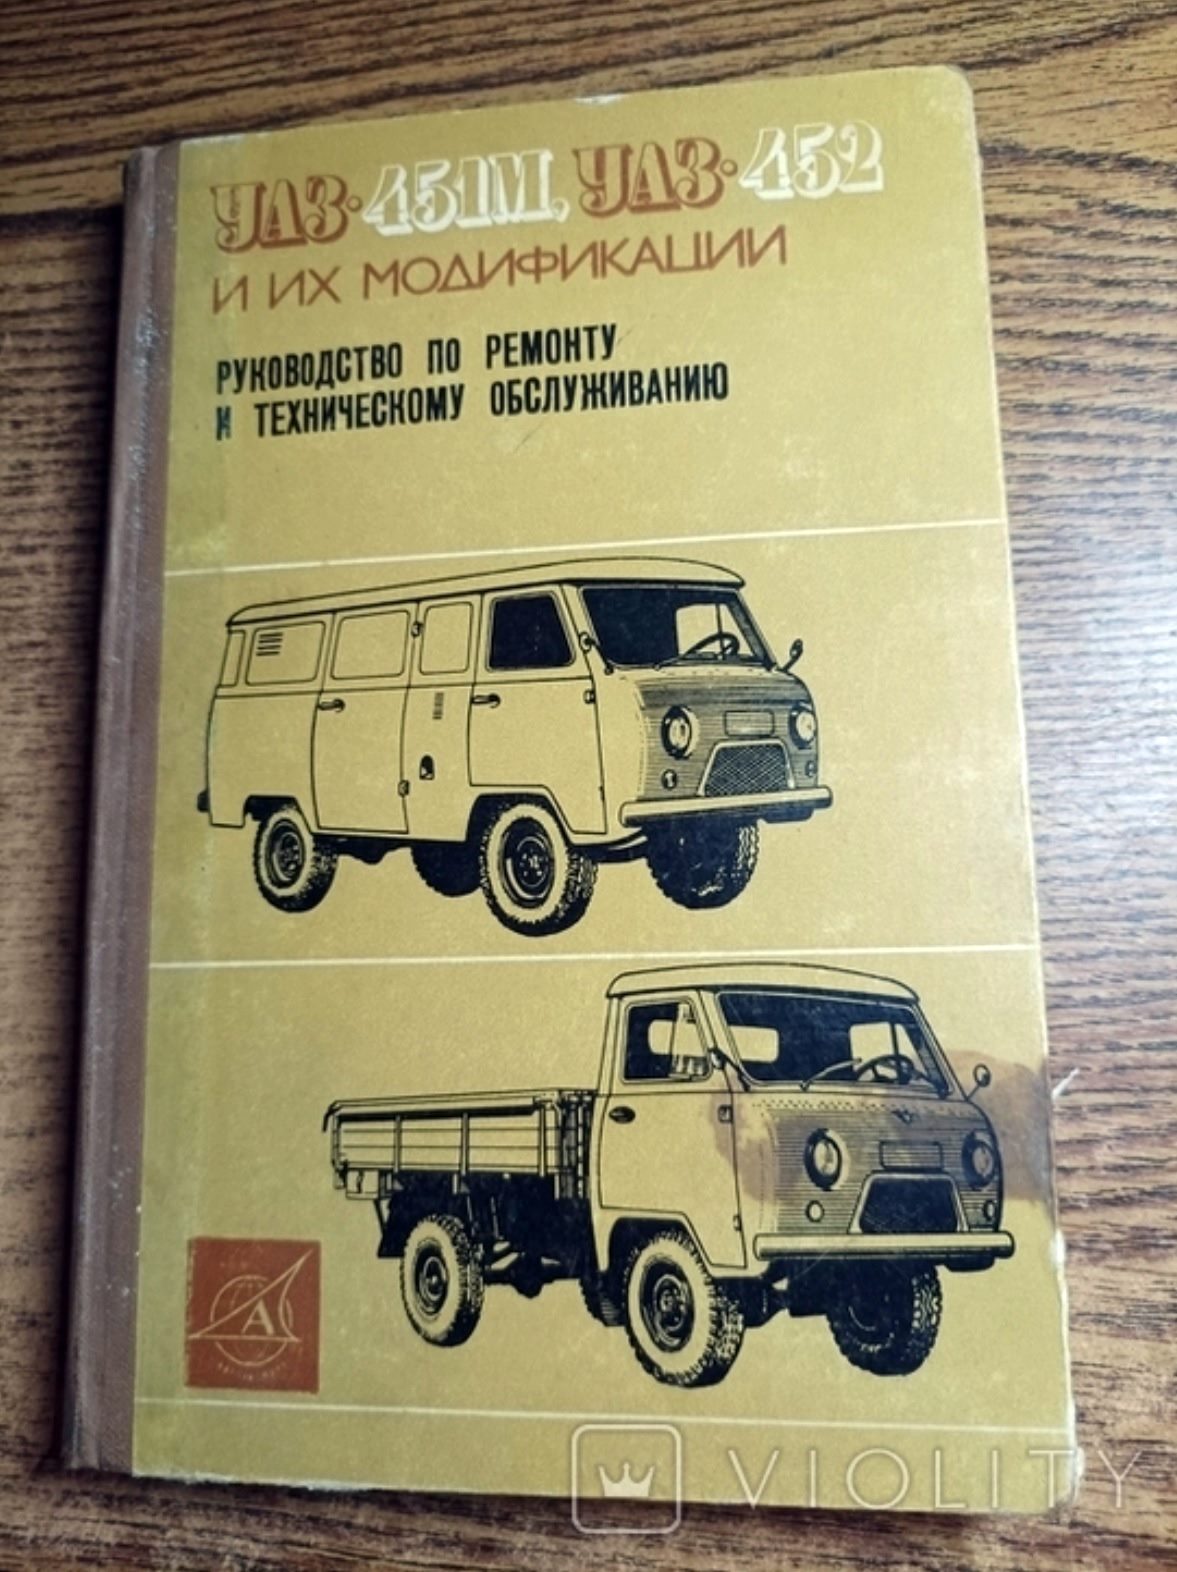 УАЗ·451М, УАЗ·452
И ИХ МОДИФИКАЦИИ
РУКОВОДСТВО ПО РЕМОНТУ
И ТЕХНИЧЕСКОМУ ОБСЛУЖИВАНИЮ
А
VIOLITY